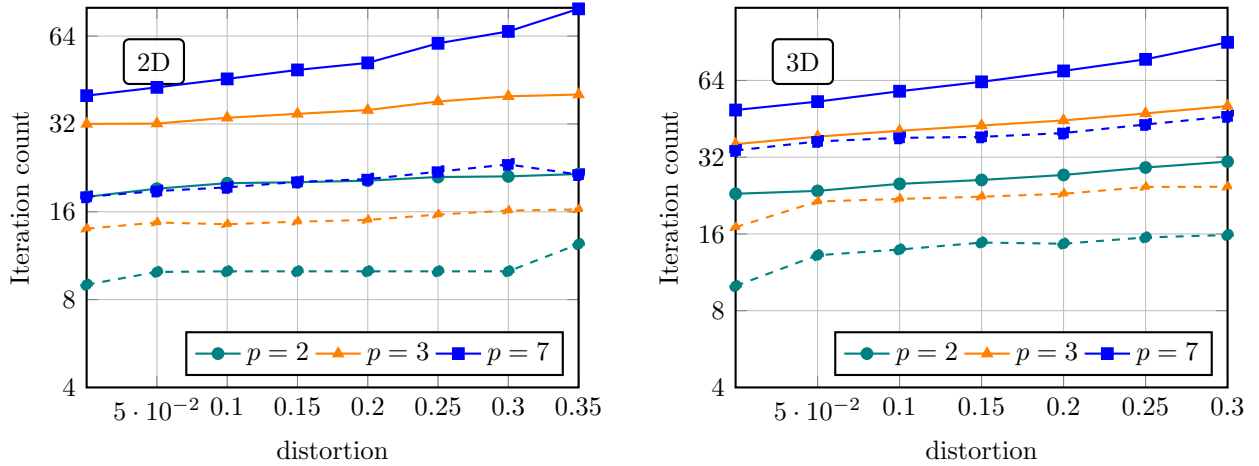 2D
64
32
16
8
4
Iteration count
p = 2 p = 3 p = 7
5 · 10⁻² 0.1 0.15 0.2 0.25 0.3 0.35
distortion
3D
64
32
16
8
4
Iteration count
p = 2 p = 3 p = 7
5 · 10⁻² 0.1 0.15 0.2 0.25 0.3
distortion